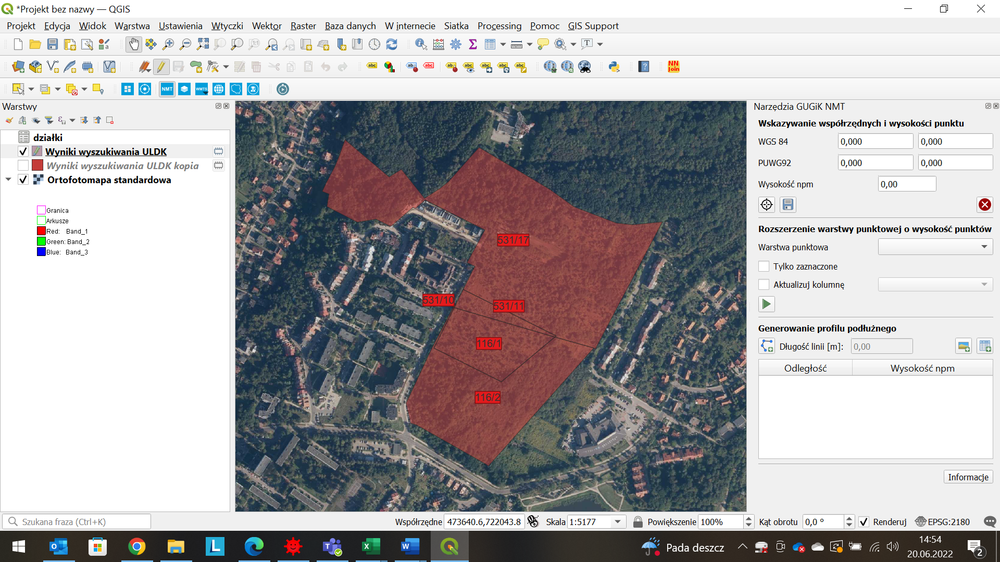 *Projekt bez nazwy — QGIS
Projekt Edycja Widok Warstwa Ustawienia Wtyczki Wektor Raster Baza danych W internecie Siatka Processing Pomoc GIS Support
NN
Join
NMT
WMTS
Warstwy
działki
Wyniki wyszukiwania ULDK
Wyniki wyszukiwania ULDK kopia
Ortofotomapa standardowa
Granica
Arkusze
Red: Band_1
Green: Band_2
Blue: Band_3
531/17
531/10
531/11
116/1
116/2
Narzędzia GUGiK NMT
Wskazywanie współrzędnych i wysokości punktu
WGS 84 0,000 0,000
PUWG92 0,000 0,000
Wysokość npm 0,00
Rozszerzenie warstwy punktowej o wysokość punktów
Warstwa punktowa
Tylko zaznaczone
Aktualizuj kolumnę
Generowanie profilu podłużnego
Długość linii [m]: 0,00
Odległość Wysokość npm
Informacje
Szukana fraza (Ctrl+K)
Współrzędne 473640.6,722043.8 Skala 1:5177 Powiększenie 100% Kąt obrotu 0,0 ° Renderuj EPSG:2180
Pada deszcz
14:54
20.06.2022
2